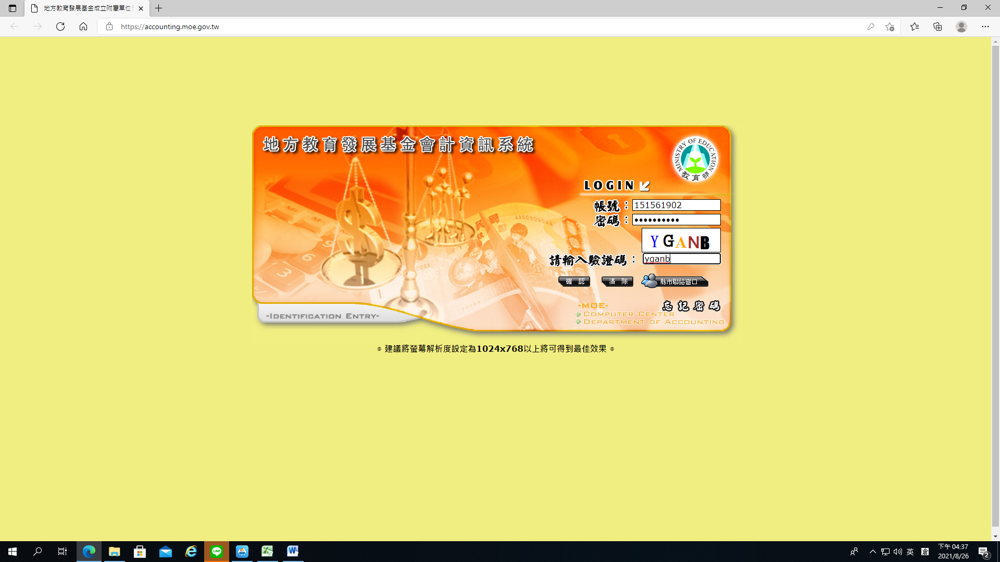 地方教育發展基金成立附屬單位
https://accounting.moe.gov.tw
地方教育發展基金會計資訊系統
MINISTRY OF EDUCATION
教育部
LOGIN
帳號：151561902
密碼：••••••••••
YGANB
請輸入驗證碼：yganb
確 認 清 除 縣市聯絡窗口
忘記密碼
-MOE-
COMPUTER CENTER
DEPARTMENT OF ACCOUNTING
-IDENTIFICATION ENTRY-
⊙ 建議將螢幕解析度設定為1024x768以上將可得到最佳效果 ⊙
英
下午 04:37
2021/8/26
2